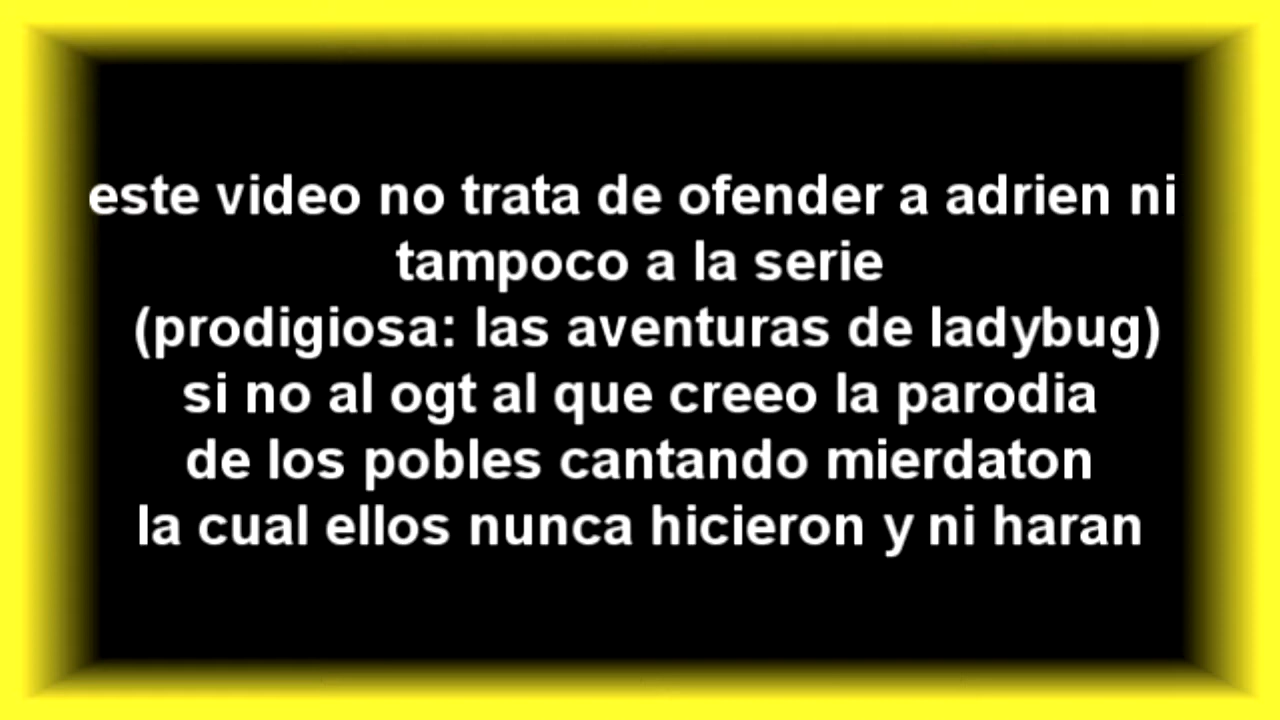 este video no trata de ofender a adrien ni
tampoco a la serie
(prodigiosa: las aventuras de ladybug)
si no al ogt al que creeo la parodia
de los pobles cantando mierdaton
la cual ellos nunca hicieron y ni haran